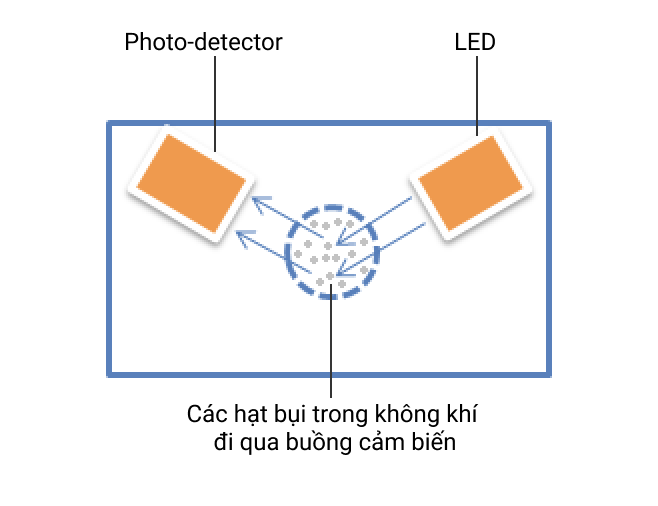 Photo-detector
LED
Các hạt bụi trong không khí
đi qua buồng cảm biến